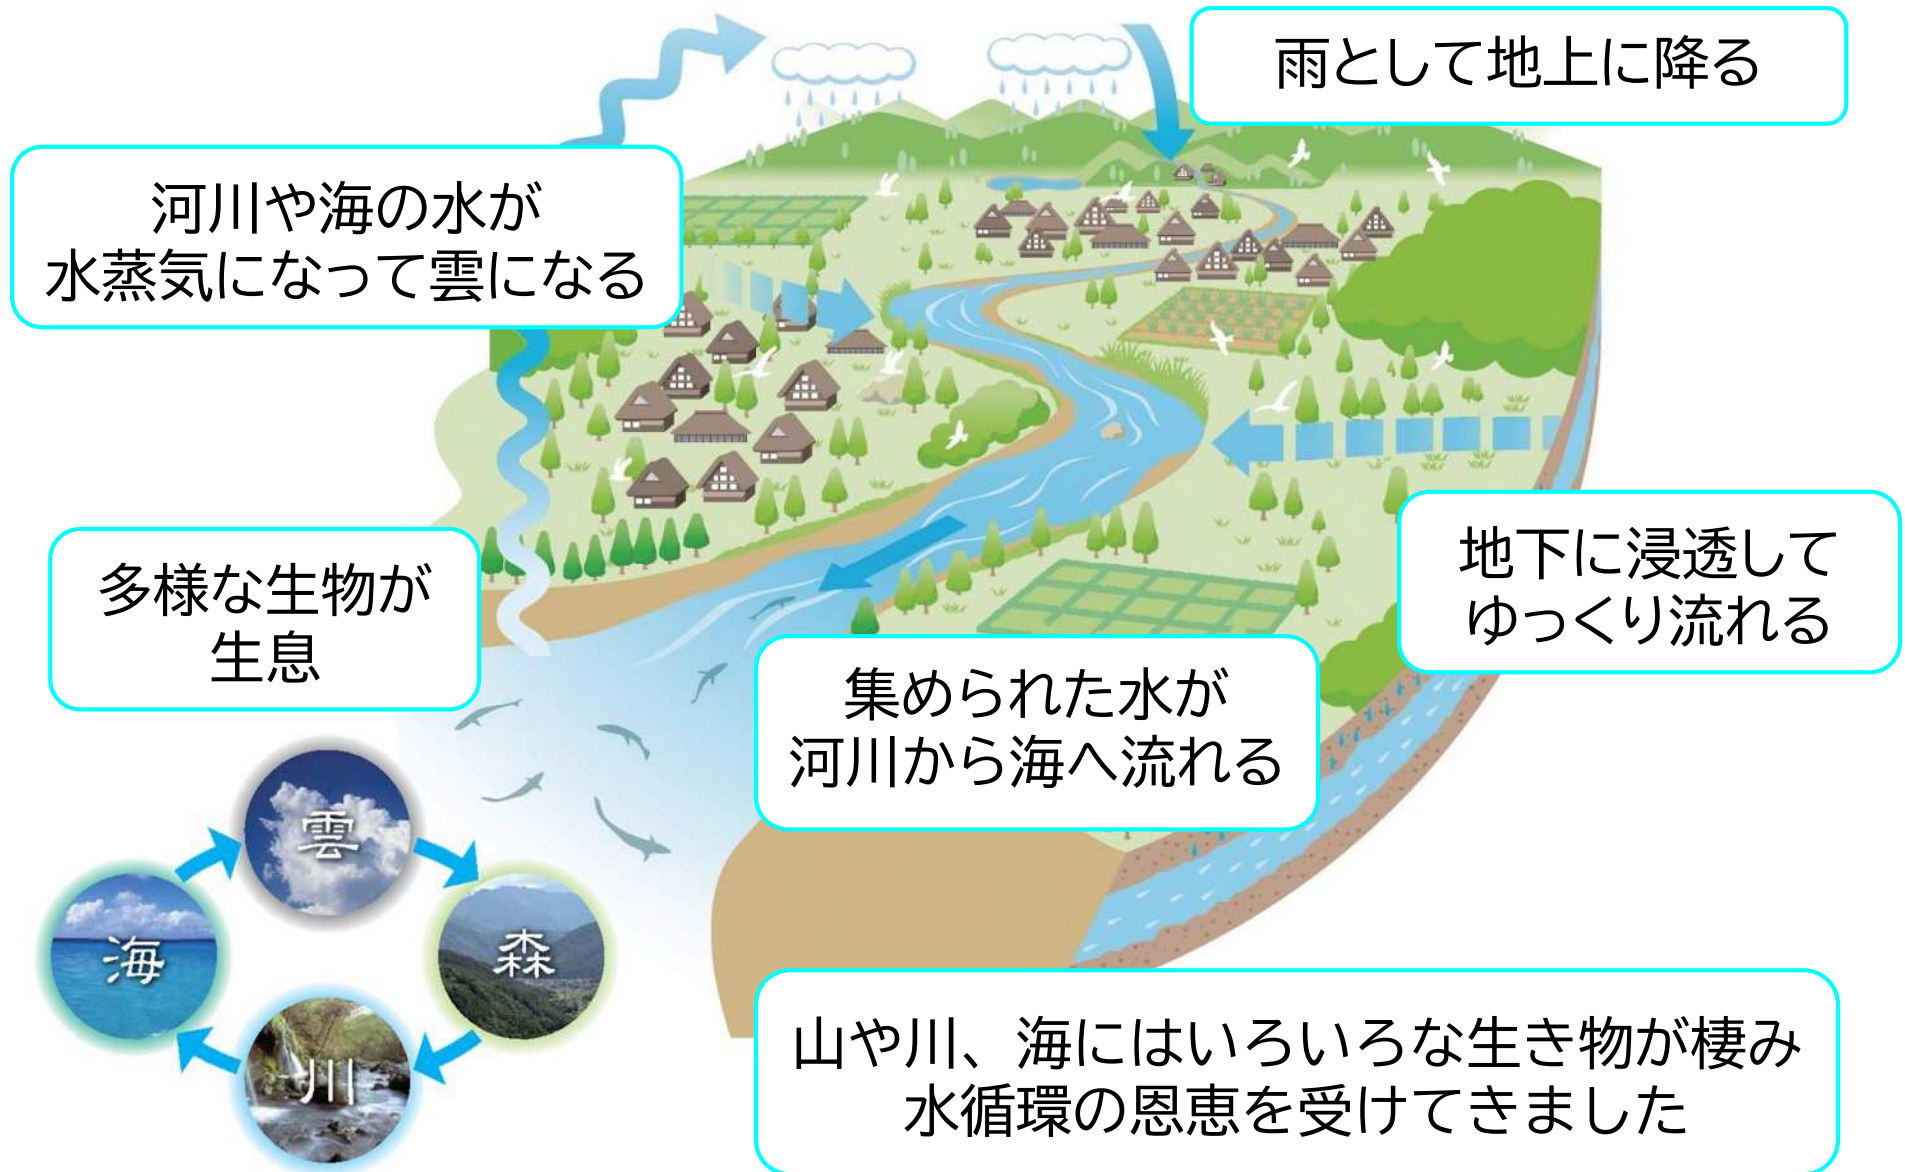 雨として地上に降る
河川や海の水が
水蒸気になって雲になる
多様な生物が
生息
地下に浸透して
ゆっくり流れる
集められた水が
河川から海へ流れる
雲
海
森
川
山や川、海にはいろいろな生き物が棲み
水循環の恩恵を受けてきました